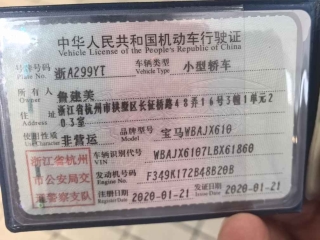 中华人民共和国机动车行驶证
Vehicle License of the People's Republic of China
号牌号码 浙A299YT 车辆类型 小型轿车
Plate No. Vehicle Type
所有人 鲁建美
Owner
住址 浙江省杭州市拱墅区长征桥路48弄16号3幢1单元2
03室
使用性质 非营运 品牌型号 宝马WBAJX610
Use Character Model
浙江省杭州
市公安局交
通警察支队
车辆识别代号 WBAJX6107LBX61860
VIN
发动机号码 F349K172B48B20B
Engine No.
注册日期 2020-01-21 发证日期 2020-01-21
Register Date Issue Date